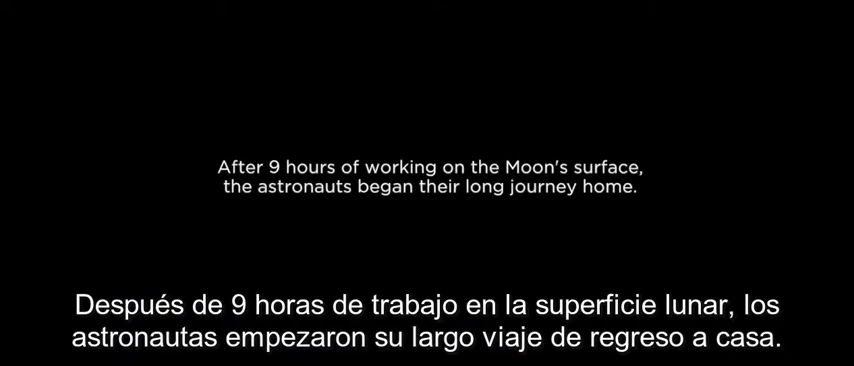 After 9 hours of working on the Moon's surface,
the astronauts began their long journey home.
Después de 9 horas de trabajo en la superficie lunar, los
astronautas empezaron su largo viaje de regreso a casa.